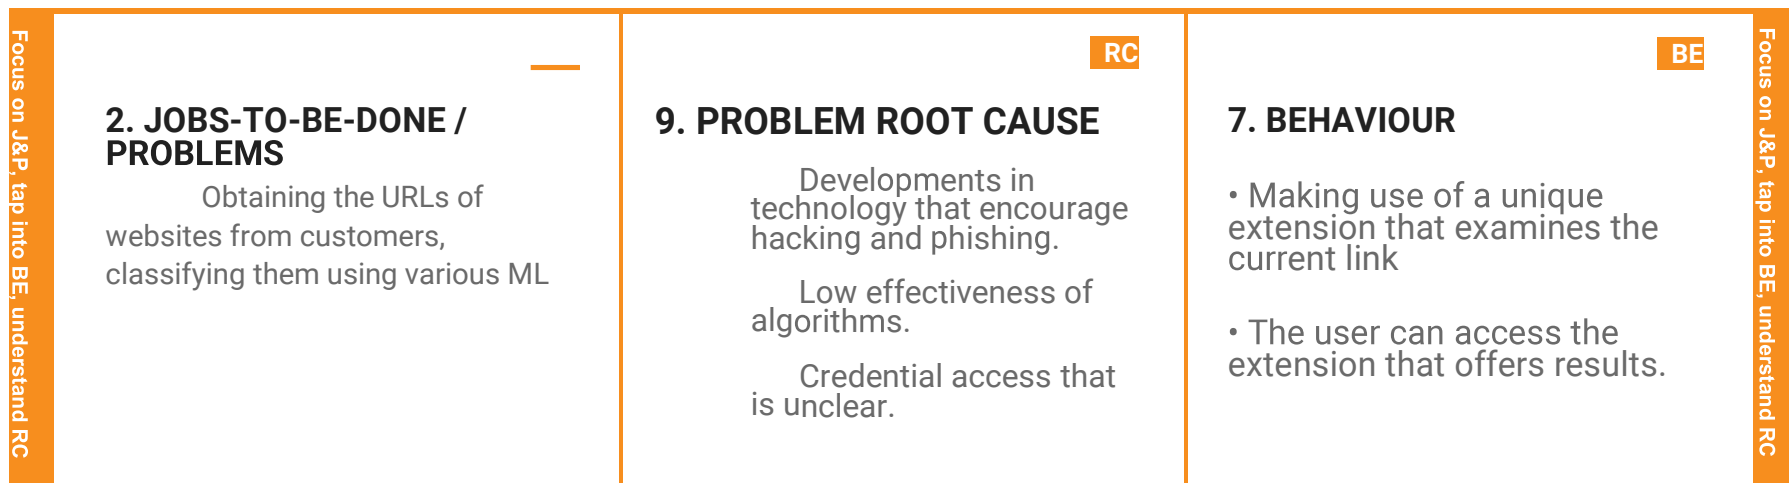 Focus on J&P, tap into BE, understand RC
2. JOBS-TO-BE-DONE /
PROBLEMS
Obtaining the URLs of
websites from customers,
classifying them using various ML
RC
9. PROBLEM ROOT CAUSE
Developments in
technology that encourage
hacking and phishing.
Low effectiveness of
algorithms.
Credential access that
is unclear.
BE
7. BEHAVIOUR
• Making use of a unique
extension that examines the
current link
• The user can access the
extension that offers results.
Focus on J&P, tap into BE, understand RC